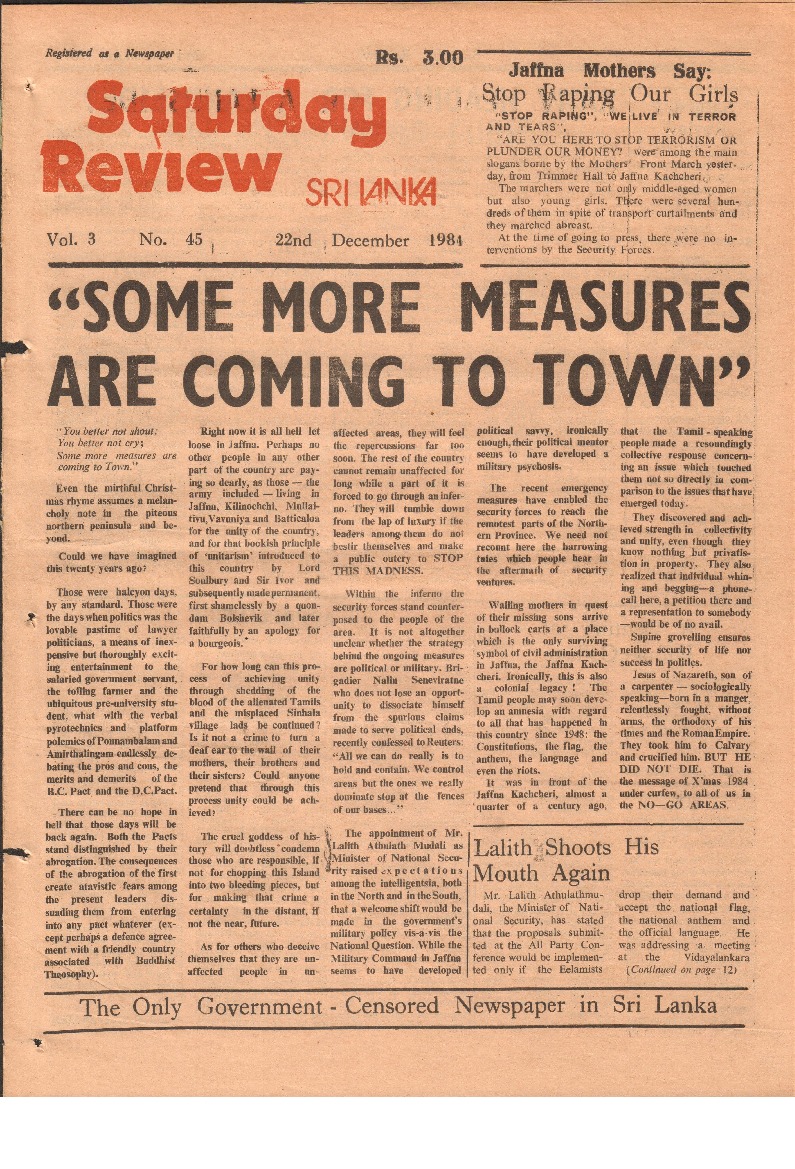 Registered as a Newspaper
Rs. 3.00
Saturday
Review
SRI LANKA
Vol. 3 No. 45 22nd December 1984
Jaffna Mothers Say:
Stop Raping Our Girls
"STOP RAPING", "WE LIVE IN TERROR
AND TEARS",
"ARE YOU HERE TO STOP TERRORISM OR
PLUNDER OUR MONEY? were among the main
slogans borne by the Mothers' Front March yester-
day, from Trimmer Hall to Jaffna Kachcheri.
The marchers were not only middle-aged women
but also young girls. There were several hun-
dreds of them in spite of transport curtailments and
they marched abreast.
At the time of going to press, there were no in-
terventions by the Security Forces.
"SOME MORE MEASURES
ARE COMING TO TOWN"
"You better not shout;
You better not cry;
Some more measures are
coming to Town."
Even the mirthful Christ-
mas rhyme assumes a melan-
choly note in the piteous
northern peninsula and be-
yond.
Could we have imagined
this twenty years ago?
Those were halcyon days,
by any standard. Those were
the days when politics was the
lovable pastime of lawyer
politicians, a means of inex-
pensive but thoroughly excit-
ing entertainment to the
salaried government servant,
the toiling farmer and the
ubiquitous pre-university stu-
dent, what with the verbal
pyrotechnics and platform
polemics of Ponnambalam and
Amirthalingam endlessly de-
bating the pros and cons, the
merits and demerits of the
B.C. Pact and the D.C.Pact.
There can be no hope in
hell that those days will be
back again. Both the Pacts
stand distinguished by their
abrogation. The consequences
of the abrogation of the first
create atavistic fears among
the present leaders dis-
suading them from entering
into any pact whatever (ex-
cept perhaps a defence agree-
ment with a friendly country
associated with Buddhist
Theosophy).
Right now it is all hell let
loose in Jaffna. Perhaps no
other people in any other
part of the country are pay-
ing so dearly, as those — the
army included — living in
Jaffna, Kilinochchi, Mullai-
tivu, Vavuniya and Batticaloa
for the unity of the country,
and for that bookish principle
of 'unitarism' introduced to
this country by Lord
Soulbury and Sir Ivor and
subsequently made permanent,
first shamelessly by a quon-
dam Bolshevik and later
faithfully by an apology for
a bourgeois.
For how long can this pro-
cess of achieving unity
through shedding of the
blood of the alienated Tamils
and the misplaced Sinhala
village lads be continued?
Is it not a crime to turn a
deaf ear to the wail of their
mothers, their brothers and
their sisters? Could anyone
pretend that through this
process unity could be ach-
ieved?
The cruel goddess of his-
tory will doubtless condemn
those who are responsible, if
not for chopping this Island
into two bleeding pieces, but
for making that crime a
certainty in the distant, if
not the near, future.
As for others who deceive
themselves that they are un-
affected people in un-
affected areas, they will feel
the repercussions far too
soon. The rest of the country
cannot remain unaffected for
long while a part of it is
forced to go through an infer-
no. They will tumble down
from the lap of luxury if the
leaders among them do not
bestir themselves and make
a public outcry to STOP
THIS MADNESS.
Within the inferno the
security forces stand counter-
posed to the people of the
area. It is not altogether
unclear whether the strategy
behind the ongoing measures
are political or military. Bri-
gadier Nalin Seneviratne
who does not lose an opport-
unity to dissociate himself
from the spurious claims
made to serve political ends,
recently confessed to Reuters:
"All we can do really is to
hold and contain. We control
areas but the ones we really
dominate stop at the fences
of our bases..."
The appointment of Mr.
Lalith Athulath Mudali as
Minister of National Secu-
rity raised expectations
among the intelligentsia, both
in the North and in the South,
that a welcome shift would be
made in the government's
military policy vis-a-vis the
National Question. While the
Military Command in Jaffna
seems to have developed
political savvy, ironically
enough, their political mentor
seems to have developed a
military psychosis.
The recent emergency
measures have enabled the
security forces to reach the
remotest parts of the North-
ern Province. We need not
recount here the harrowing
tales which people hear in
the aftermath of security
ventures.
Wailing mothers in quest
of their missing sons arrive
in bullock carts at a place
which is the only surviving
symbol of civil administration
in Jaffna, the Jaffna Kach-
cheri. Ironically, this is also
a colonial legacy! The
Tamil people may soon deve-
lop an amnesia with regard
to all that has happened in
this country since 1948: the
Constitutions, the flag, the
anthem, the language and
even the riots.
It was in front of the
Jaffna Kachcheri, almost a
quarter of a century ago,
that the Tamil - speaking
people made a resoundingly
collective response concern-
ing an issue which touched
them not so directly in com-
parison to the issues that have
emerged today.
They discovered and ach-
ieved strength in collectivity
and unity, even though they
know nothing but privatis-
tion in property. They also
realized that individual whin-
ing and begging—a phone-
call here, a petition there and
a representation to somebody
—would be of no avail.
Supine grovelling ensures
neither security of life nor
success in politics.
Jesus of Nazareth, son of
a carpenter — sociologically
speaking—born in a manger,
relentlessly fought, without
arms, the orthodoxy of his
times and the Roman Empire.
They took him to Calvary
and crucified him. BUT HE
DID NOT DIE. That is
the message of X'mas 1984
under curfew, to all of us in
the NO—GO AREAS.
Lalith Shoots His
Mouth Again
Mr. Lalith Athulathmu-
dali, the Minister of Nati-
onal Security, has stated
that the proposals submit-
ted at the All Party Con-
ference would be implemen-
ted only if the Eelamists
drop their demand and
accept the national flag,
the national anthem and
the official language. He
was addressing a meeting
at the Vidyalankara
(Continued on page 12)
The Only Government - Censored Newspaper in Sri Lanka